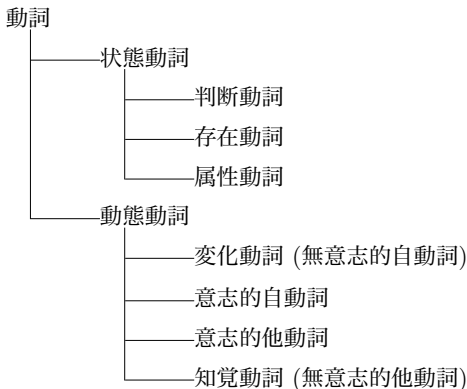 動詞
状態動詞
判断動詞
存在動詞
属性動詞
動態動詞
変化動詞 (無意志的自動詞)
意志的自動詞
意志的他動詞
知覚動詞 (無意志的他動詞)